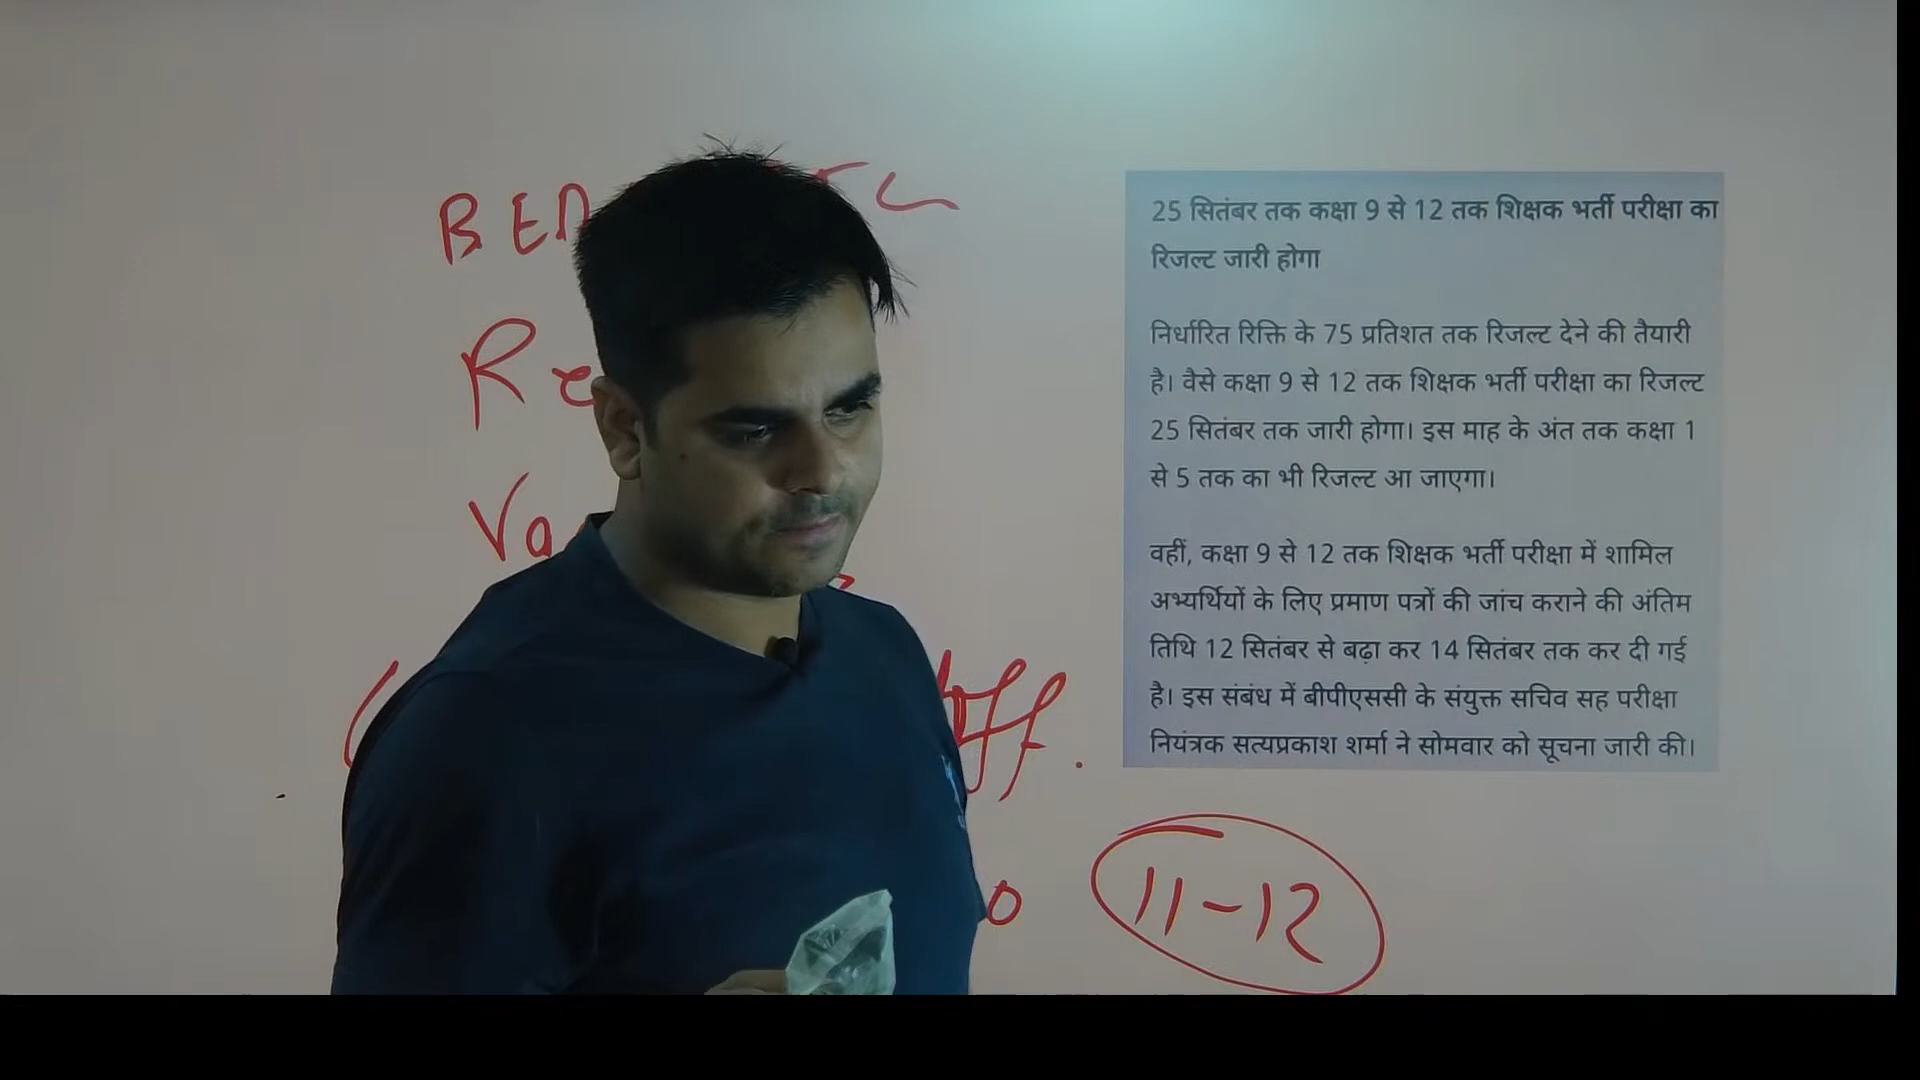 25 सितंबर तक कक्षा 9 से 12 तक शिक्षक भर्ती परीक्षा का
रिजल्ट जारी होगा
निर्धारित रिक्ति के 75 प्रतिशत तक रिजल्ट देने की तैयारी
है। वैसे कक्षा 9 से 12 तक शिक्षक भर्ती परीक्षा का रिजल्ट
25 सितंबर तक जारी होगा। इस माह के अंत तक कक्षा 1
से 5 तक का भी रिजल्ट आ जाएगा।
वहीं, कक्षा 9 से 12 तक शिक्षक भर्ती परीक्षा में शामिल
अभ्यर्थियों के लिए प्रमाण पत्रों की जांच कराने की अंतिम
तिथि 12 सितंबर से बढ़ा कर 14 सितंबर तक कर दी गई
है। इस संबंध में बीपीएससी के संयुक्त सचिव सह परीक्षा
नियंत्रक सत्यप्रकाश शर्मा ने सोमवार को सूचना जारी की।
11-12